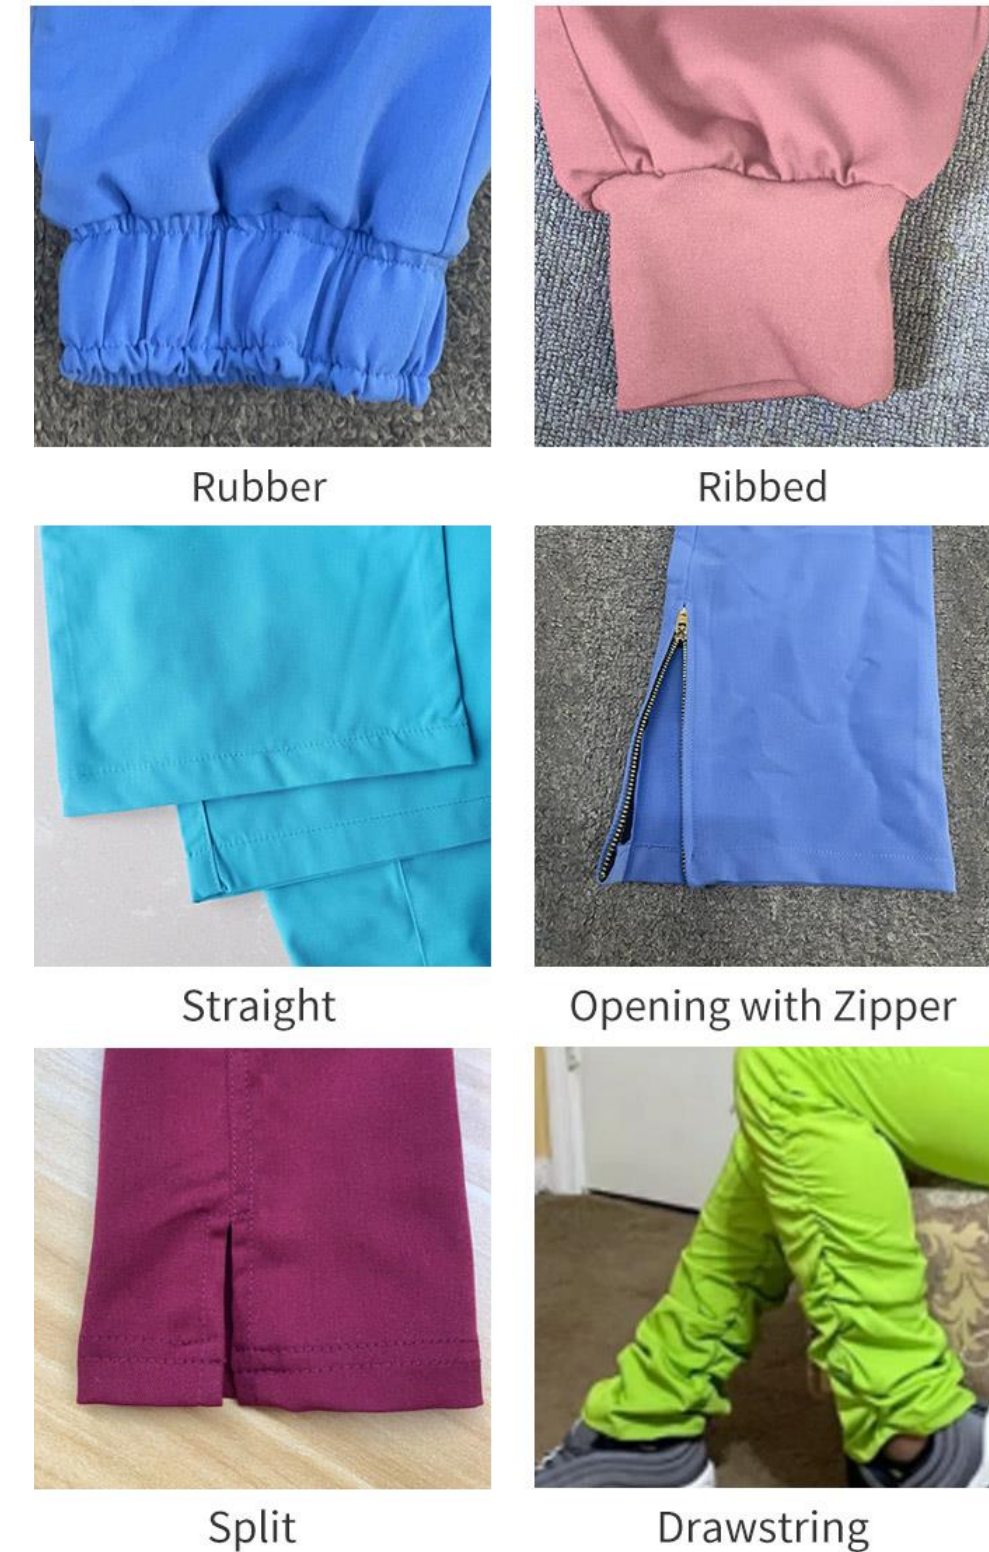 Rubber
Ribbed
Straight
Opening with Zipper
Split
Drawstring